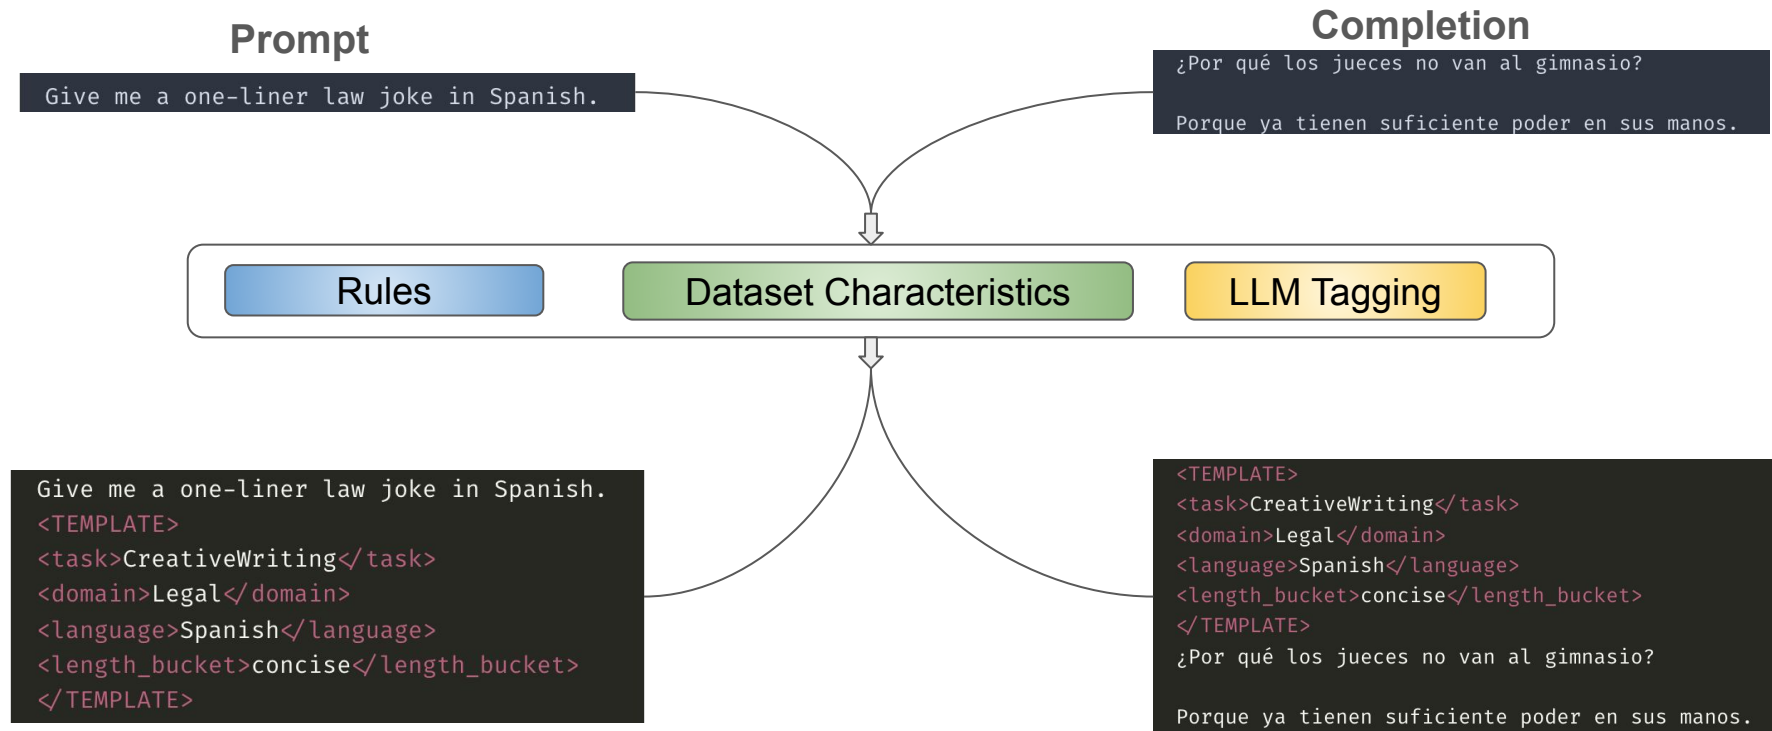 Prompt
Give me a one-liner law joke in Spanish.
Completion
¿Por qué los jueces no van al gimnasio?
Porque ya tienen suficiente poder en sus manos.
Rules
Dataset Characteristics
LLM Tagging
Give me a one-liner law joke in Spanish.
<TEMPLATE>
<task>CreativeWriting</task>
<domain>Legal</domain>
<language>Spanish</language>
<length_bucket>concise</length_bucket>
</TEMPLATE>
<TEMPLATE>
<task>CreativeWriting</task>
<domain>Legal</domain>
<language>Spanish</language>
<length_bucket>concise</length_bucket>
</TEMPLATE>
¿Por qué los jueces no van al gimnasio?
Porque ya tienen suficiente poder en sus manos.